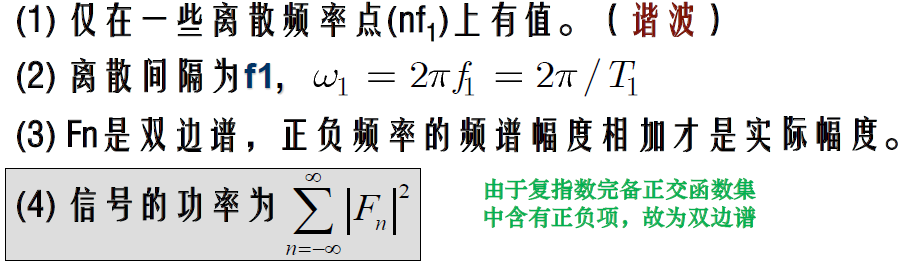 (1) 仅在一些离散频率点(nf₁)上有值。（谐波）
(2) 离散间隔为f1, ω₁ = 2πf₁ = 2π/T₁
(3) Fn是双边谱，正负频率的频谱幅度相加才是实际幅度。
(4) 信号的功率为 ∑_{n=-∞}^{∞} |Fₙ|²
由于复指数完备正交函数集
中含有正负项，故为双边谱